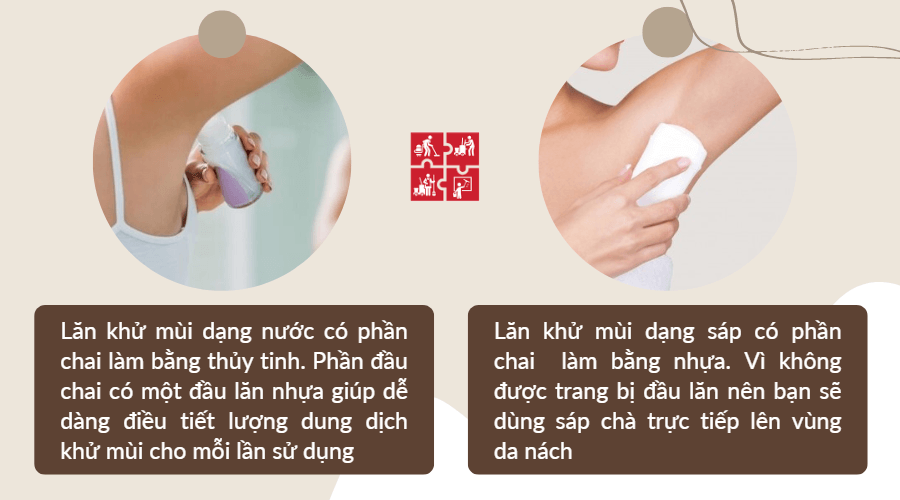 Lăn khử mùi dạng nước có phần
chai làm bằng thủy tinh. Phần đầu
chai có một đầu lăn nhựa giúp dễ
dàng điều tiết lượng dung dịch
khử mùi cho mỗi lần sử dụng
Lăn khử mùi dạng sáp có phần
chai làm bằng nhựa. Vì không
được trang bị đầu lăn nên bạn sẽ
dùng sáp chà trực tiếp lên vùng
da nách